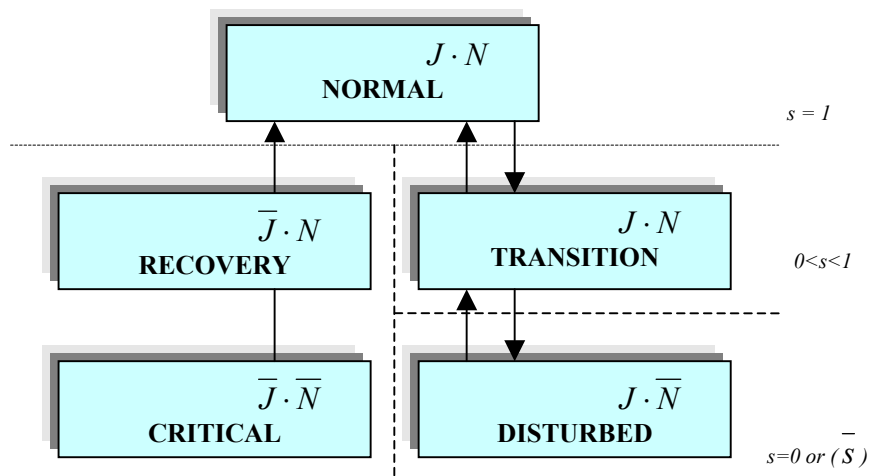 J · N
NORMAL
s = 1
J̅ · N
RECOVERY
J · N
TRANSITION
0<s<1
J̅ · N̅
CRITICAL
J · N̅
DISTURBED
s=0 or ( s̅ )